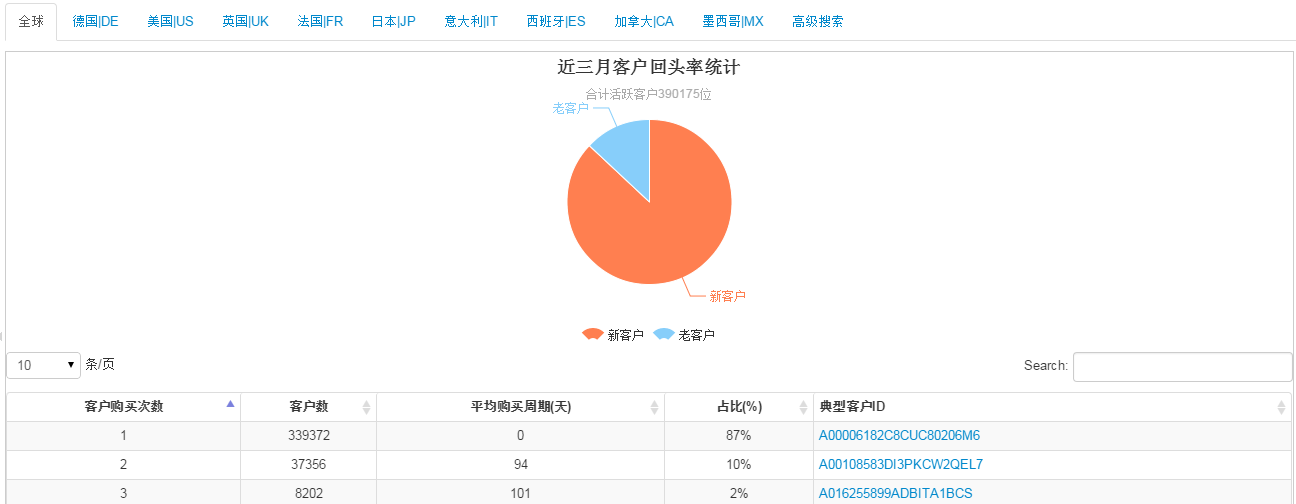 全球 德国|DE 美国|US 英国|UK 法国|FR 日本|JP 意大利|IT 西班牙|ES 加拿大|CA 墨西哥|MX 高级搜索
近三月客户回头率统计
合计活跃客户390175位
老客户
新客户
新客户 老客户
10 条/页 Search:
客户购买次数 客户数 平均购买周期(天) 占比(%) 典型客户ID
1 339372 0 87% A00006182C8CUC80206M6
2 37356 94 10% A00108583DI3PKCW2QEL7
3 8202 101 2% A016255899ADBITA1BCS